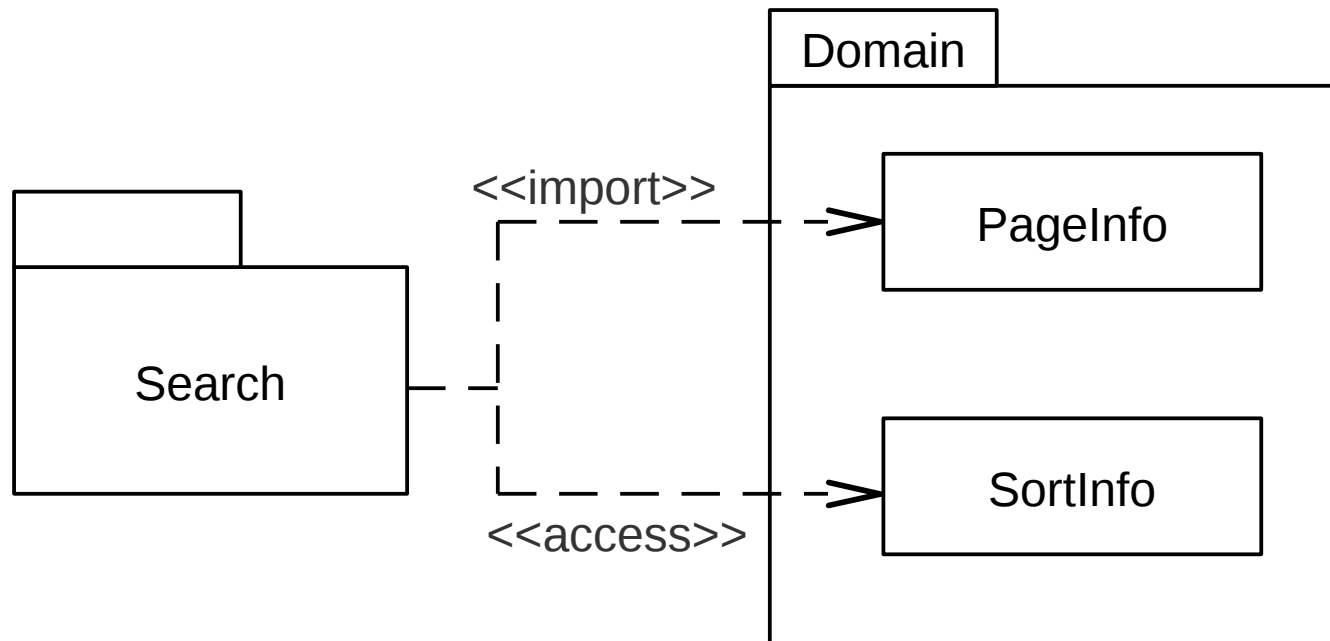 Domain
<<import>>
PageInfo
Search
SortInfo
<<access>>